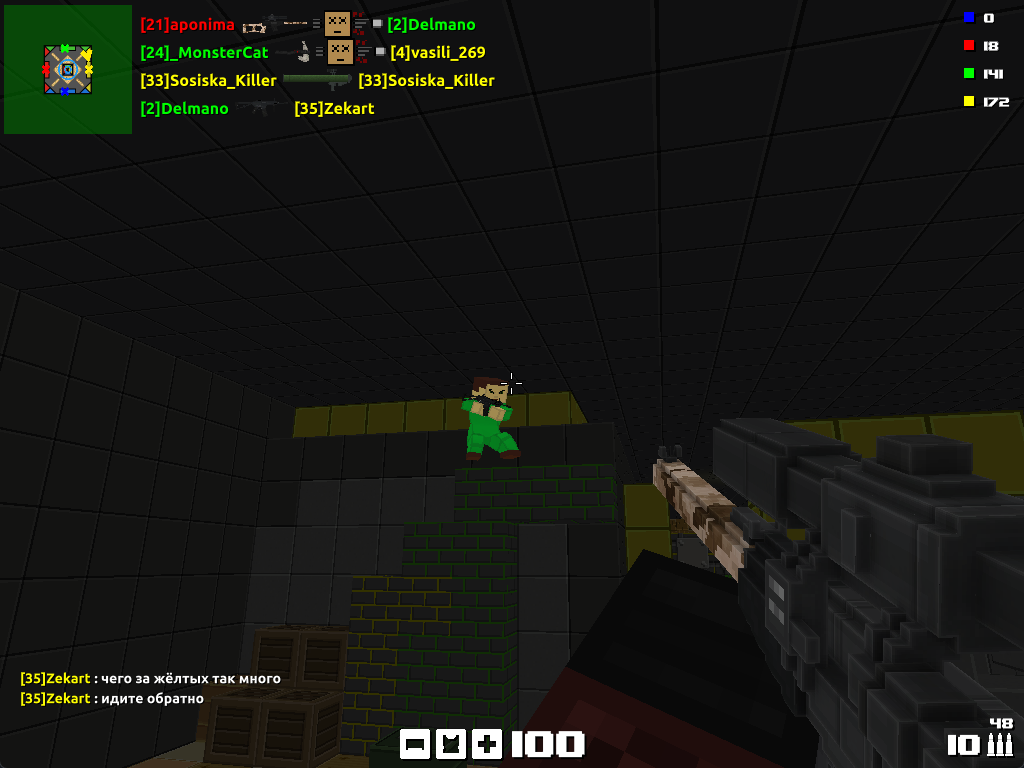 [21]aponima [2]Delmano
[24]_MonsterCat [4]vasili_269
[33]Sosiska_Killer [33]Sosiska_Killer
[2]Delmano [35]Zekart
0
18
141
172
[35]Zekart : чего за жёлтых так много
[35]Zekart : идите обратно
100
48
10